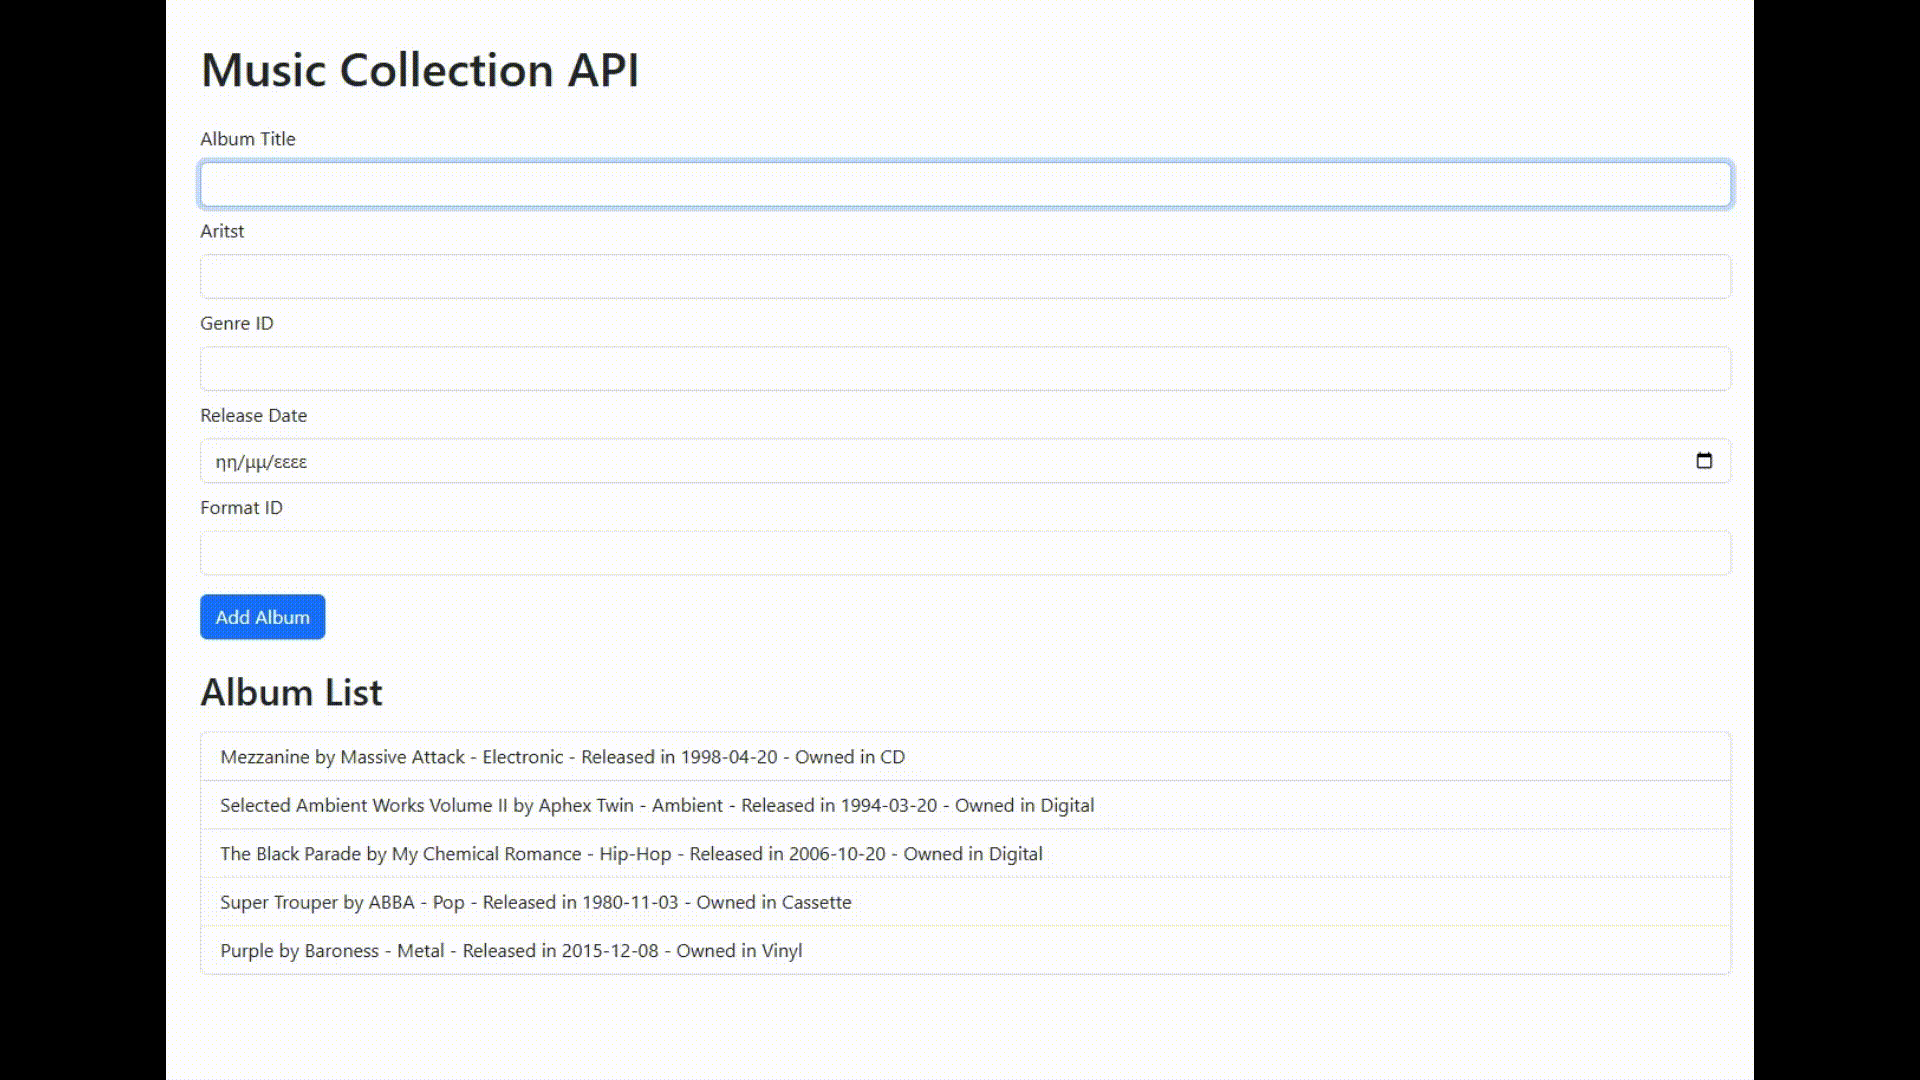 Music Collection API
Album Title
Aritst
Genre ID
Release Date
ηη/μμ/εεεε
Format ID
Add Album
Album List
Mezzanine by Massive Attack - Electronic - Released in 1998-04-20 - Owned in CD
Selected Ambient Works Volume II by Aphex Twin - Ambient - Released in 1994-03-20 - Owned in Digital
The Black Parade by My Chemical Romance - Hip-Hop - Released in 2006-10-20 - Owned in Digital
Super Trouper by ABBA - Pop - Released in 1980-11-03 - Owned in Cassette
Purple by Baroness - Metal - Released in 2015-12-08 - Owned in Vinyl